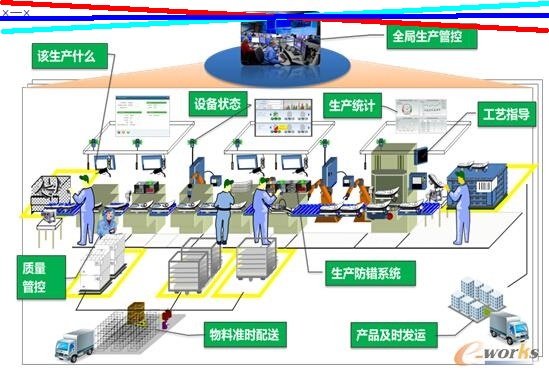 ×—×
全局生产管控
该生产什么
设备状态
生产统计
工艺指导
质量
管控
生产防错系统
物料准时配送
产品及时发运
e-works